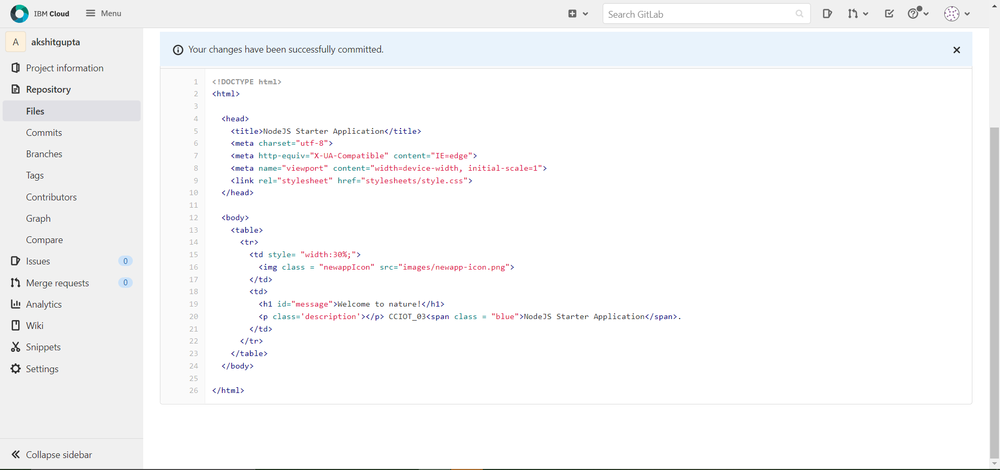 IBM Cloud
Menu
Search GitLab
A
akshitgupta
Project information
Repository
Files
Commits
Branches
Tags
Contributors
Graph
Compare
Issues 0
Merge requests 0
Analytics
Wiki
Snippets
Settings
Collapse sidebar
Your changes have been successfully committed.
1 <!DOCTYPE html>
2 <html>
3
4 <head>
5 <title>NodeJS Starter Application</title>
6 <meta charset="utf-8">
7 <meta http-equiv="X-UA-Compatible" content="IE=edge">
8 <meta name="viewport" content="width=device-width, initial-scale=1">
9 <link rel="stylesheet" href="stylesheets/style.css">
10 </head>
11
12 <body>
13 <table>
14 <tr>
15 <td style= "width:30%;">
16 <img class = "newappIcon" src="images/newapp-icon.png">
17 </td>
18 <td>
19 <h1 id="message">Welcome to nature!</h1>
20 <p class='description'></p> CCIOT_03<span class = "blue">NodeJS Starter Application</span>.
21 </td>
22 </tr>
23 </table>
24 </body>
25
26 </html>